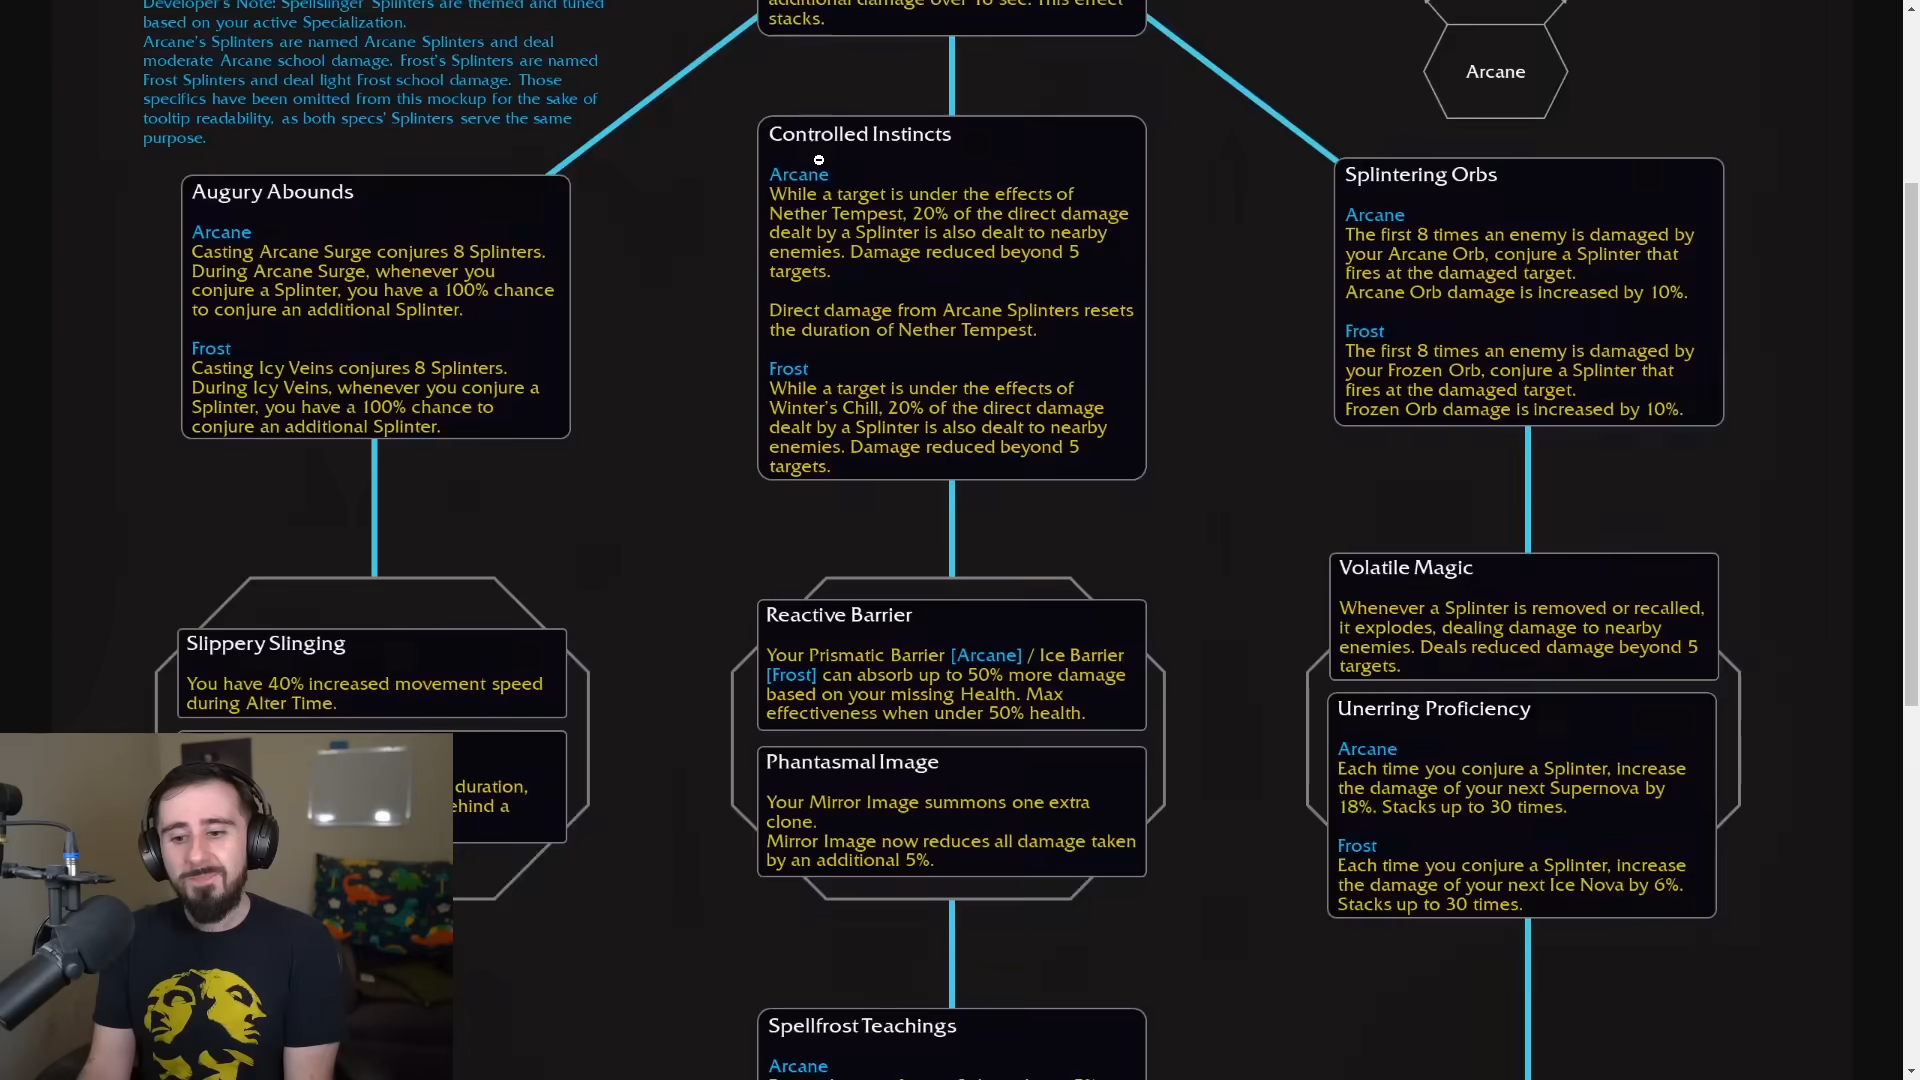 Developer's Note: Spellslinger Splinters are themed and tuned
based on your active Specialization.
Arcane's Splinters are named Arcane Splinters and deal
moderate Arcane school damage. Frost's Splinters are named
Frost Splinters and deal light Frost school damage. Those
specifics have been omitted from this mockup for the sake of
tooltip readability, as both specs' Splinters serve the same
purpose.
additional damage over 18 sec. This effect
stacks.
Arcane
Augury Abounds
Arcane
Casting Arcane Surge conjures 8 Splinters.
During Arcane Surge, whenever you
conjure a Splinter, you have a 100% chance
to conjure an additional Splinter.
Frost
Casting Icy Veins conjures 8 Splinters.
During Icy Veins, whenever you conjure a
Splinter, you have a 100% chance to
conjure an additional Splinter.
Controlled Instincts
Arcane
While a target is under the effects of
Nether Tempest, 20% of the direct damage
dealt by a Splinter is also dealt to nearby
enemies. Damage reduced beyond 5
targets.
Direct damage from Arcane Splinters resets
the duration of Nether Tempest.
Frost
While a target is under the effects of
Winter's Chill, 20% of the direct damage
dealt by a Splinter is also dealt to nearby
enemies. Damage reduced beyond 5
targets.
Splintering Orbs
Arcane
The first 8 times an enemy is damaged by
your Arcane Orb, conjure a Splinter that
fires at the damaged target.
Arcane Orb damage is increased by 10%.
Frost
The first 8 times an enemy is damaged by
your Frozen Orb, conjure a Splinter that
fires at the damaged target.
Frozen Orb damage is increased by 10%.
Slippery Slinging
You have 40% increased movement speed
during Alter Time.
duration,
ehind a
Reactive Barrier
Your Prismatic Barrier [Arcane] / Ice Barrier
[Frost] can absorb up to 50% more damage
based on your missing Health. Max
effectiveness when under 50% health.
Phantasmal Image
Your Mirror Image summons one extra
clone.
Mirror Image now reduces all damage taken
by an additional 5%.
Volatile Magic
Whenever a Splinter is removed or recalled,
it explodes, dealing damage to nearby
enemies. Deals reduced damage beyond 5
targets.
Unerring Proficiency
Arcane
Each time you conjure a Splinter, increase
the damage of your next Supernova by
18%. Stacks up to 30 times.
Frost
Each time you conjure a Splinter, increase
the damage of your next Ice Nova by 6%.
Stacks up to 30 times.
Spellfrost Teachings
Arcane